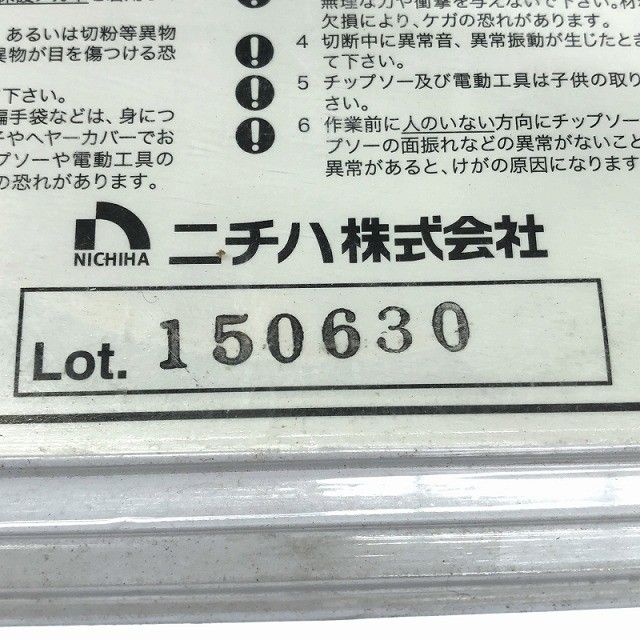 、あるいは切粉等異物
異物が目を傷つける恐
下さい。
編手袋などは、身につ
やヘヤーカバーでお
プソーや電動工具の
の恐れがあります。
無理な力や衝撃を与えないで下さい。材
欠損により、ケガの恐れがあります。
4 切断中に異常音、異常振動が生じたとき
て下さい。
5 チップソー及び電動工具は子供の取り
さい。
6 作業前に人のいない方向にチップソー
プソーの面振れなどの異常がないこと
異常があると、けがの原因になります
NICHIHA ニチハ株式会社
Lot. 150630